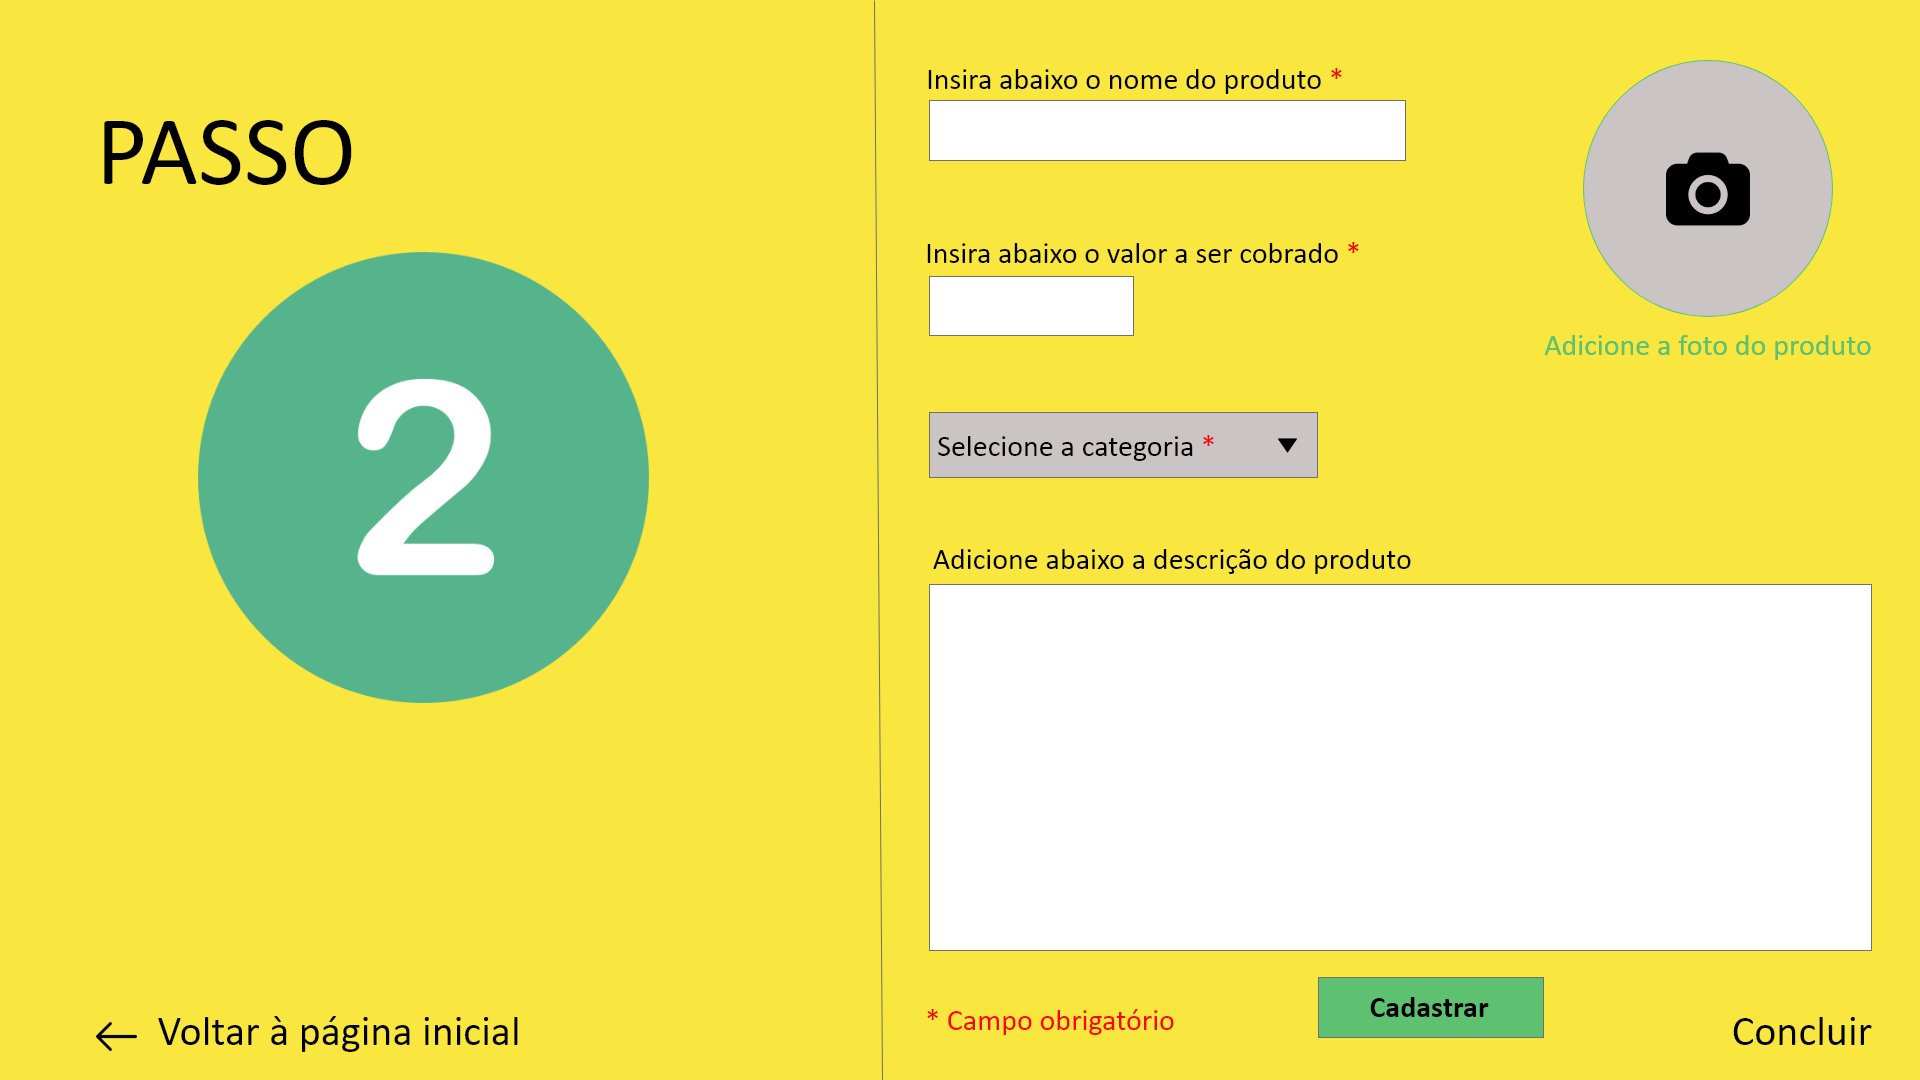 PASSO
2
Voltar à página inicial
Insira abaixo o nome do produto *
Insira abaixo o valor a ser cobrado *
Adicione a foto do produto
Selecione a categoria *
Adicione abaixo a descrição do produto
* Campo obrigatório
Cadastrar
Concluir